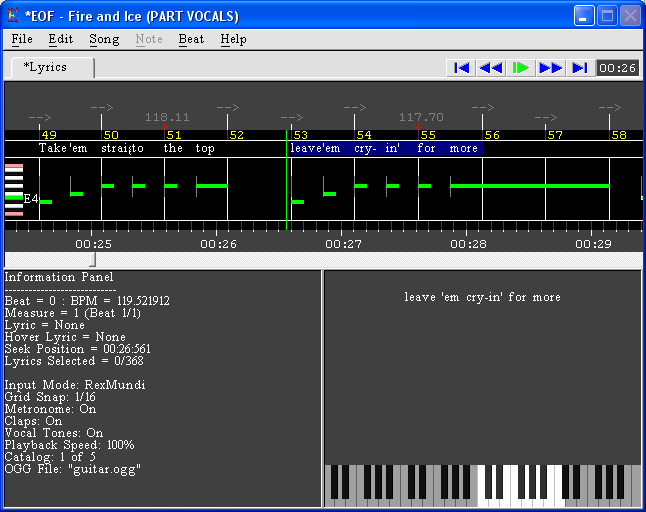 *EOF - Fire and Ice (PART VOCALS)
File Edit Song Note Beat Help
*Lyrics
00:26
--> --> --> --> --> --> -->
118.11 117.70
49 50 51 52 53 54 55 56 57 58
Take'em the top leave'em cry- in' for more
E4
00:25 00:26 00:27 00:28 00:29
Information Panel
----------------------------
Beat = 0 : BPM = 119.521912
Measure = 1 (Beat 1/1)
Lyric = None
Hover Lyric = None
Seek Position = 00:26:561
Lyrics Selected = 0/368
Input Mode: RexMundi
Grid Snap: 1/16
Metronome: On
Claps: On
Vocal Tones: On
Playback Speed: 100%
Catalog: 1 of 5
OGG File: "guitar.ogg"
leave 'em cry-in' for more